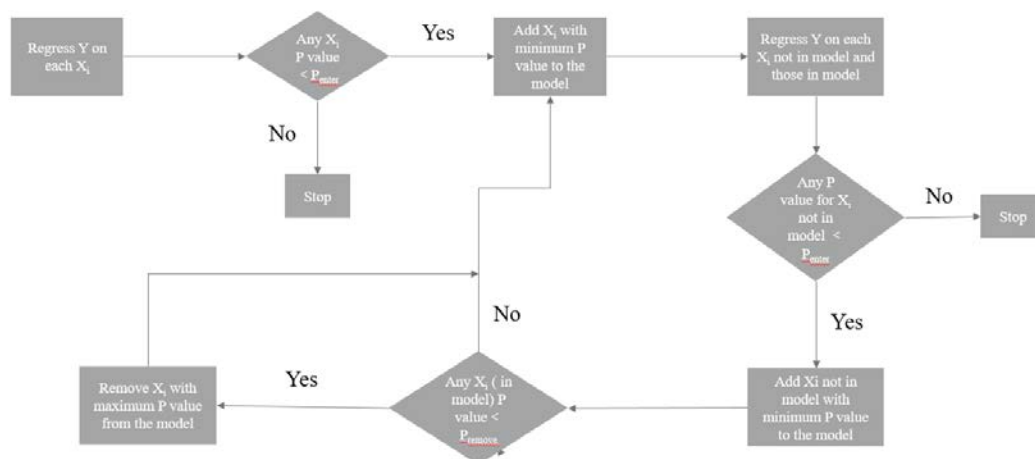 Regress Y on
each Xi
Any Xi
P value
< Penter
Yes
No
Stop
Add Xi with
minimum P
value to the
model
Regress Y on each
Xi not in model and
those in model
Any P
value for Xi
not in
model <
Penter
No
Stop
Yes
Add Xi not in
model with
minimum P value
to the model
Any Xi ( in
model) P
value <
Premove
No
Yes
Remove Xi with
maximum P value
from the model